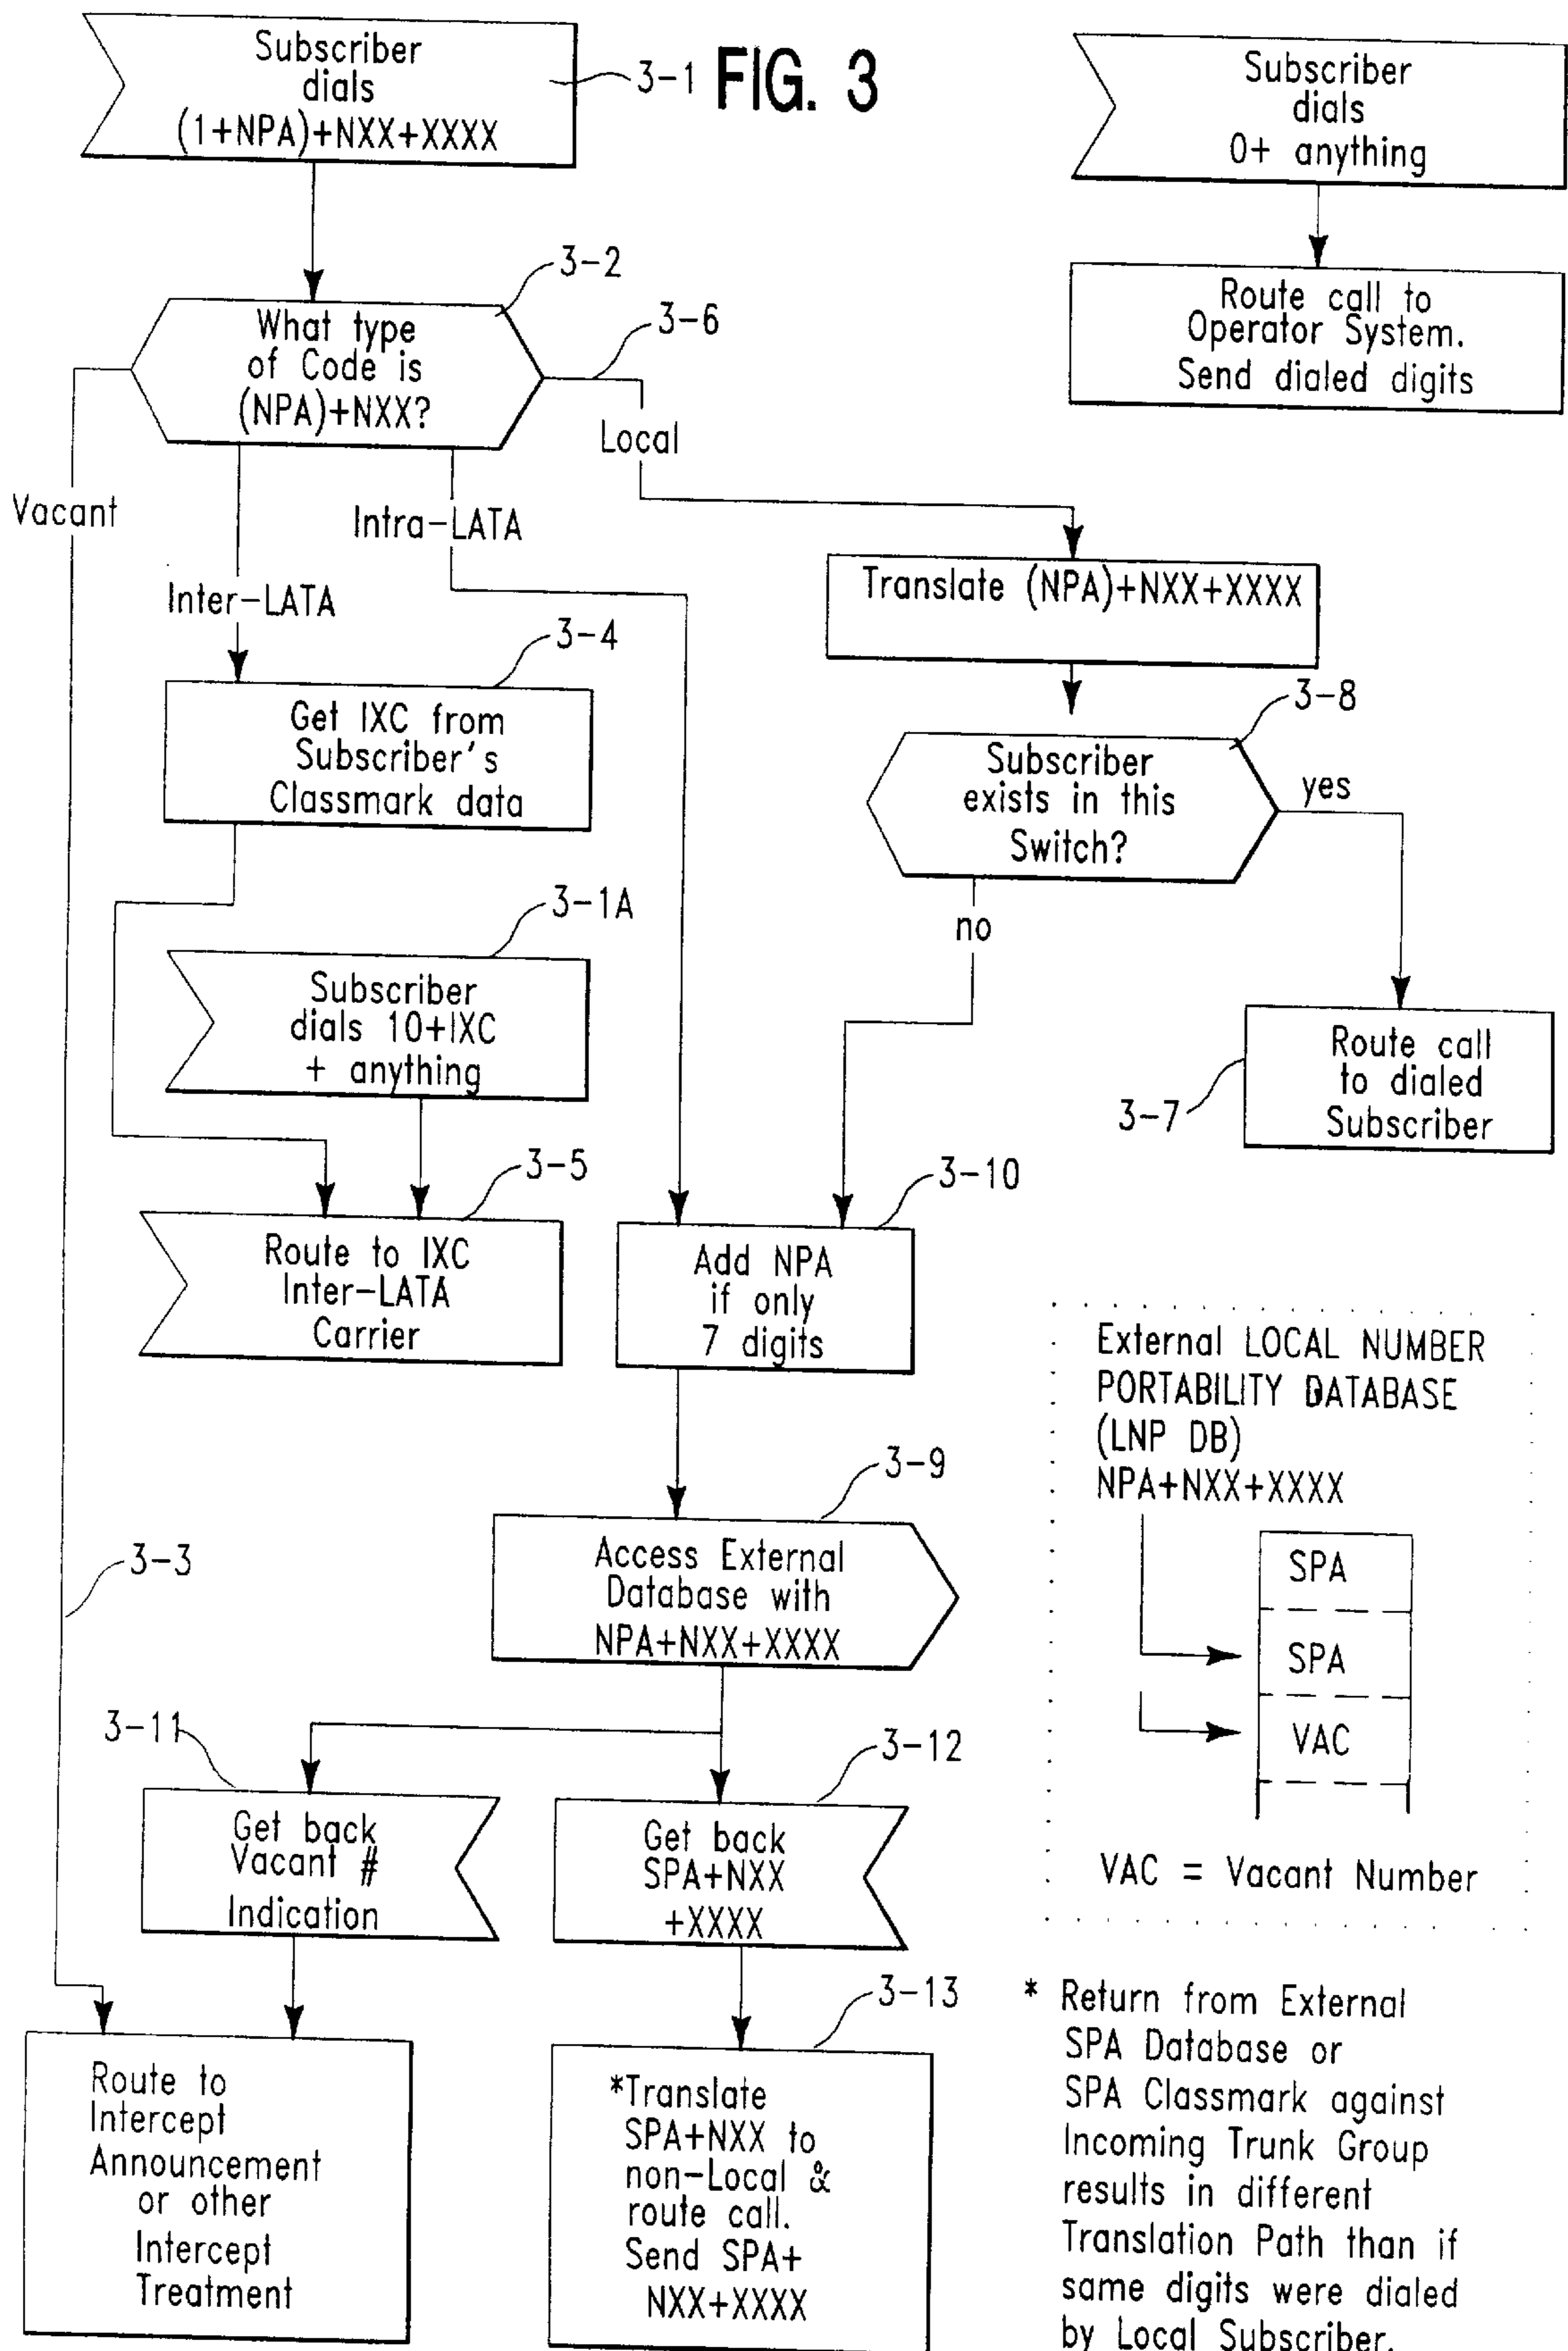 FIG. 3
Subscriber
dials
(1+NPA)+NXX+XXXX
3-1
Subscriber
dials
0+ anything
Route call to
Operator System.
Send dialed digits
3-2
What type
of Code is
(NPA)+NXX?
3-6
Local
Vacant
Intra-LATA
Inter-LATA
Translate (NPA)+NXX+XXXX
3-4
Get IXC from
Subscriber's
Classmark data
3-8
Subscriber
exists in this
Switch?
yes
no
3-1A
Subscriber
dials 10+IXC
+ anything
Route call
to dialed
Subscriber
3-7
3-5
Route to IXC
Inter-LATA
Carrier
3-10
Add NPA
if only
7 digits
External LOCAL NUMBER
PORTABILITY DATABASE
(LNP DB)
NPA+NXX+XXXX
SPA
SPA
VAC
VAC = Vacant Number
3-9
Access External
Database with
NPA+NXX+XXXX
3-3
3-11
Get back
Vacant #
Indication
3-12
Get back
SPA+NXX
+XXXX
3-13
Route to
Intercept
Announcement
or other
Intercept
Treatment
*Translate
SPA+NXX to
non-Local &
route call.
Send SPA+
NXX+XXXX
* Return from External
SPA Database or
SPA Classmark against
Incoming Trunk Group
results in different
Translation Path than if
same digits were dialed
by Local Subscriber.